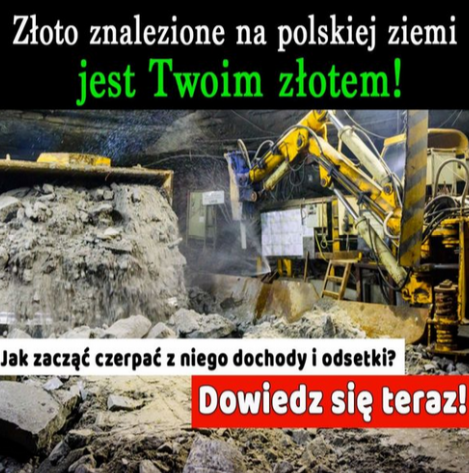 Złoto znalezione na polskiej ziemi
jest Twoim złotem!
Jak zacząć czerpać z niego dochody i odsetki?
Dowiedz się teraz!